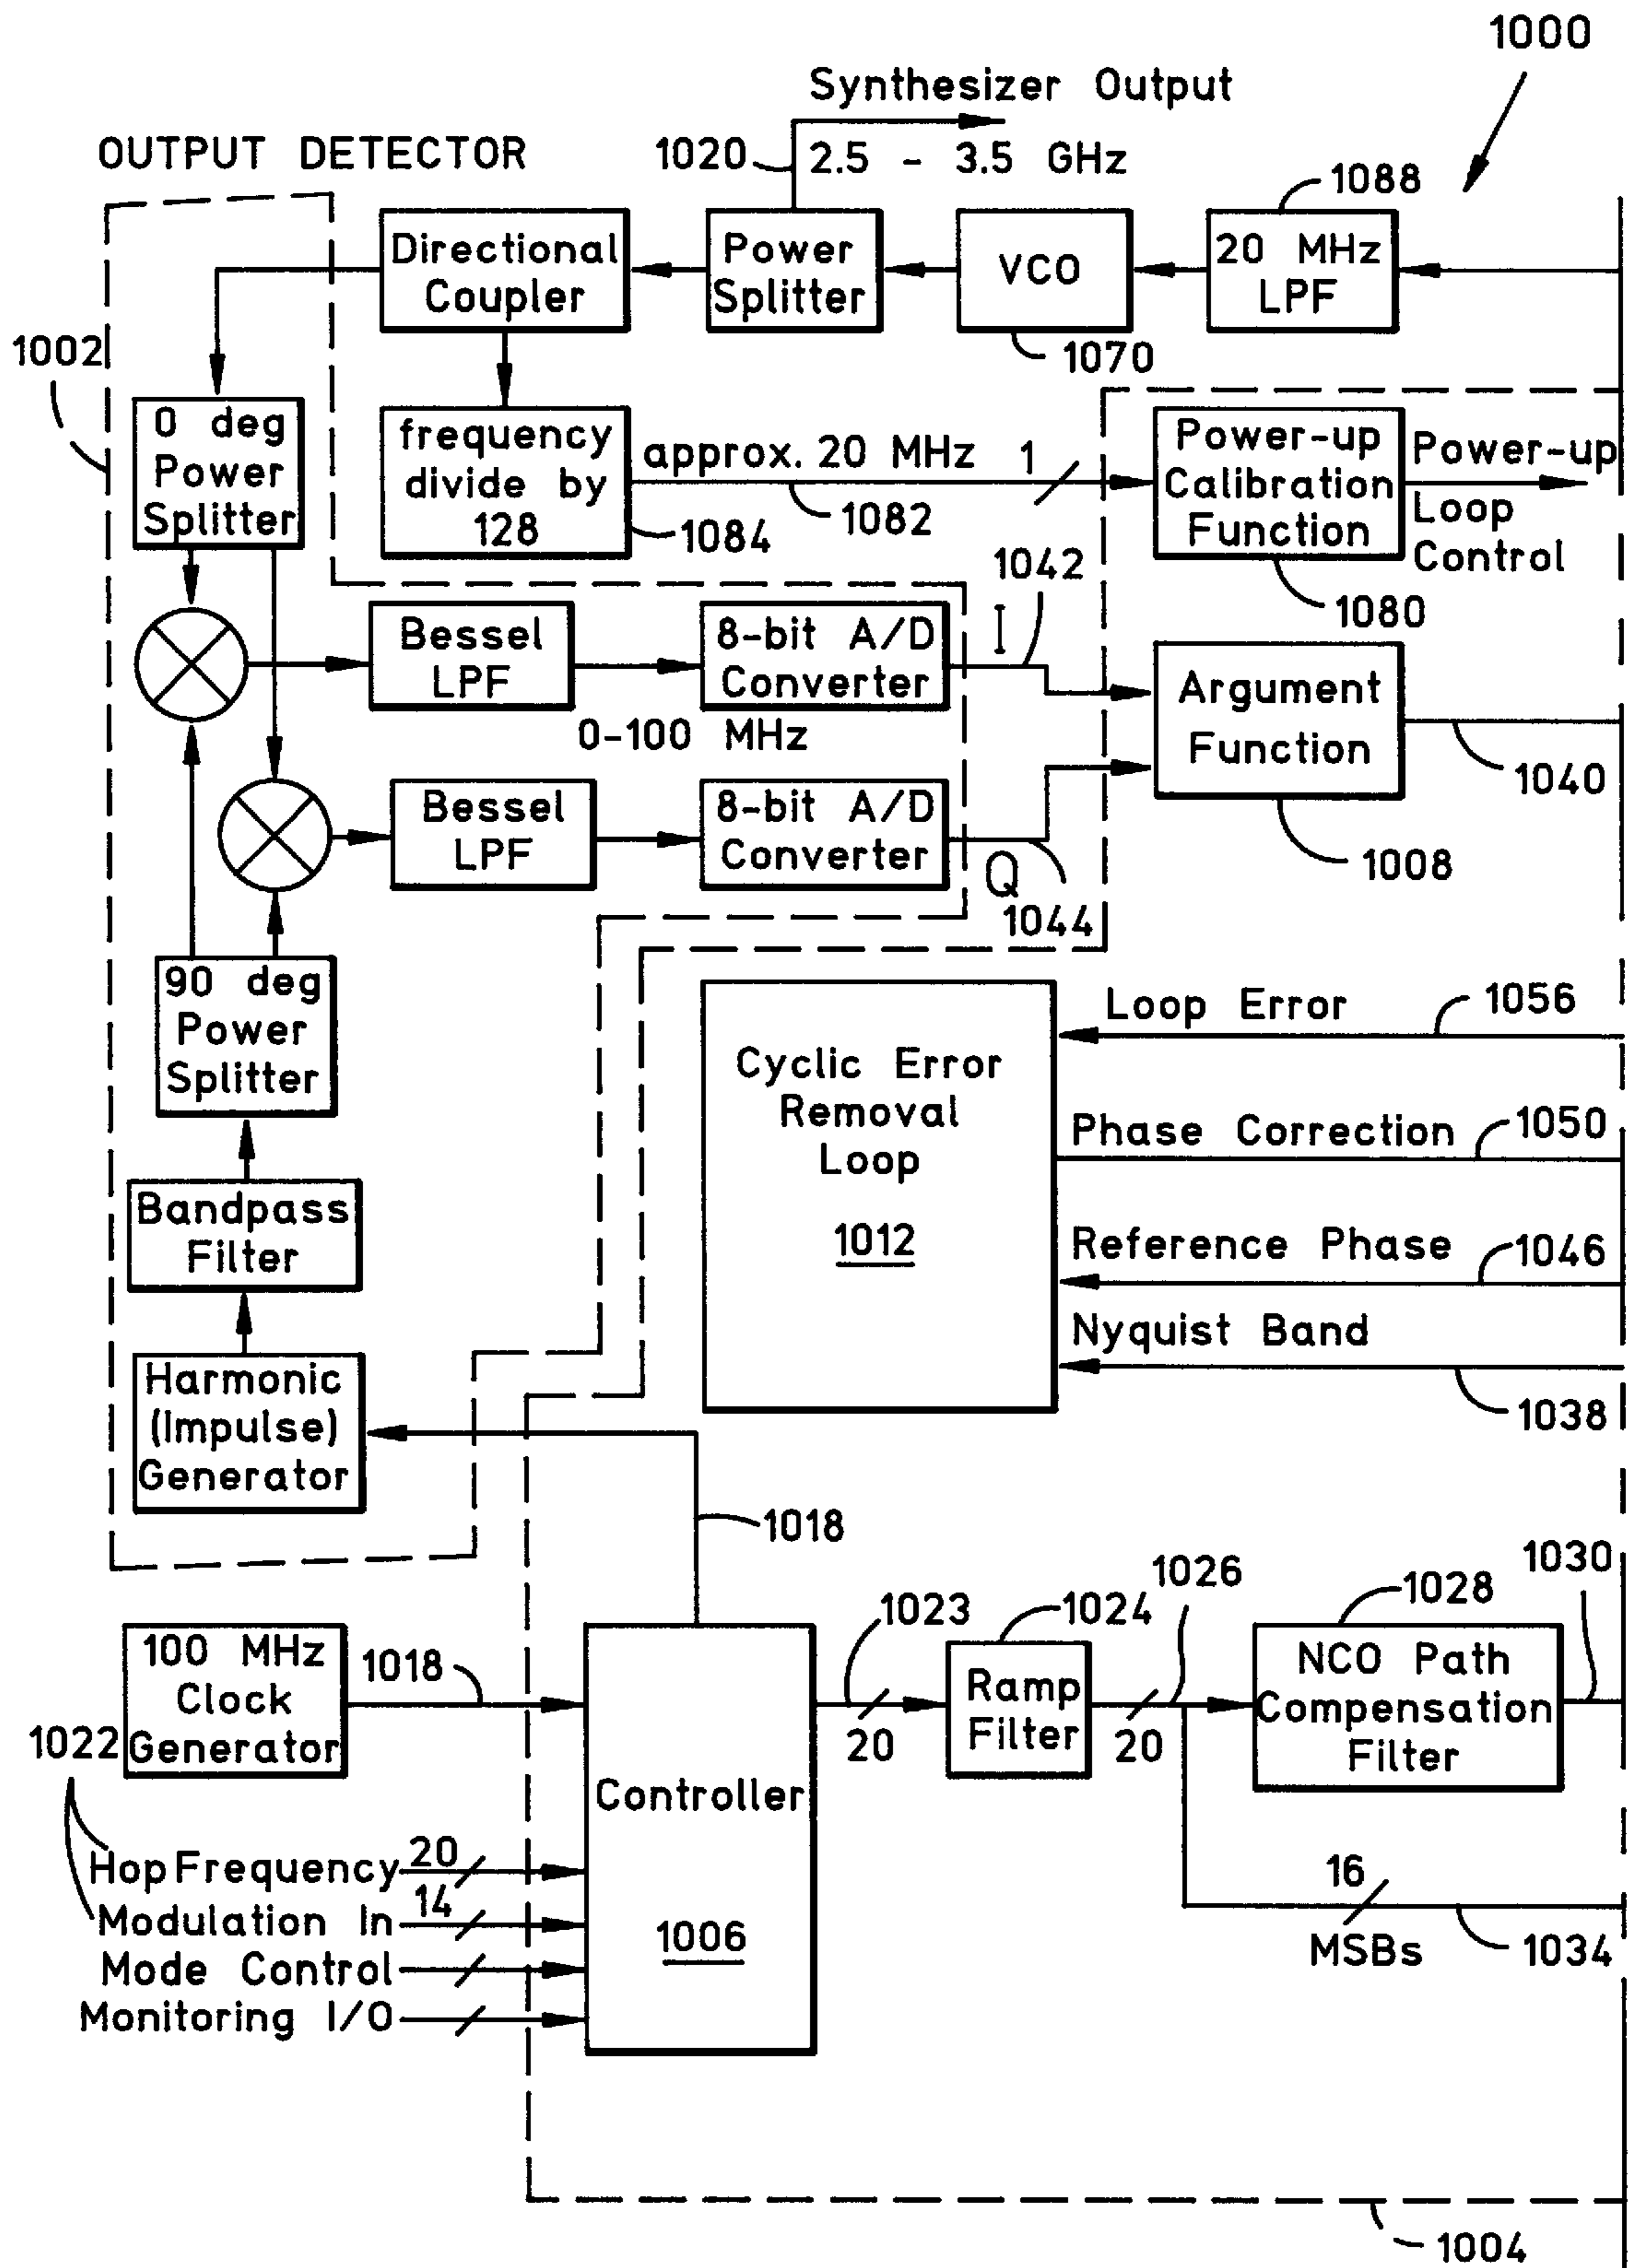 1000
Synthesizer Output
OUTPUT DETECTOR
1020
2.5 - 3.5 GHz
1088
Directional
Coupler
Power
Splitter
VCO
20 MHz
LPF
1002
1070
0 deg
Power
Splitter
frequency
divide by
128
approx. 20 MHz
1
1082
1084
Power-up
Calibration
Function
Power-up
Loop
Control
1042
1080
Bessel
LPF
8-bit A/D
Converter
I
0-100 MHz
Argument
Function
1040
Bessel
LPF
8-bit A/D
Converter
Q
1044
1008
90 deg
Power
Splitter
Cyclic Error
Removal
Loop
1012
Loop Error
1056
Phase Correction
1050
Bandpass
Filter
Reference Phase
1046
Nyquist Band
1038
Harmonic
(Impulse)
Generator
1018
100 MHz
Clock
Generator
1018
1022
Controller
1006
1023
20
1024
Ramp
Filter
1026
20
1028
NCO Path
Compensation
Filter
1030
Hop Frequency
20
Modulation In
14
Mode Control
Monitoring I/O
16
MSBs
1034
1004